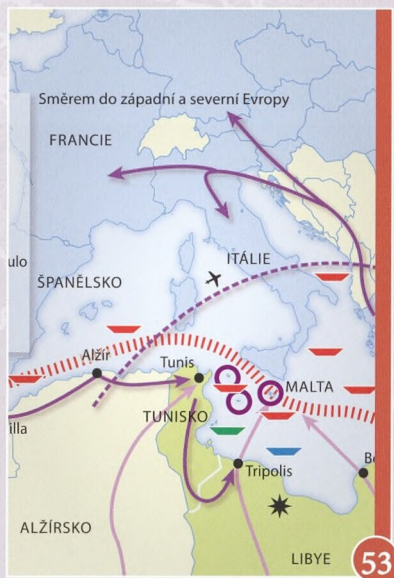 Směrem do západní a severní Evropy
FRANCIE
ulo
ITÁLIE
ŠPANĚLSKO
Alžír
Tunis
MALTA
TUNISKO
illa
Tripolis
ALŽÍRSKO
LIBYE
53